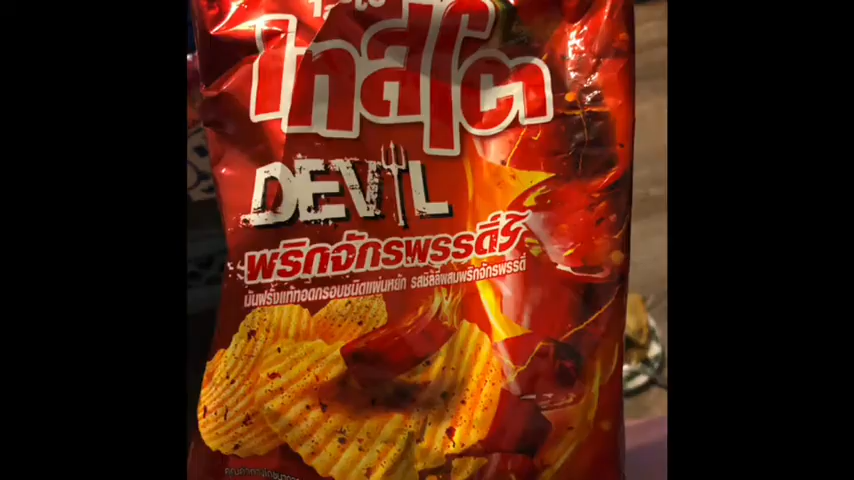 เทสโต
DEVIL
พริกจักรพรรดิ์
มันฝรั่งแท้ทอดกรอบชนิดแผ่นหยัก รสชิลลี่ผสมพริกจักรพรรดิ์